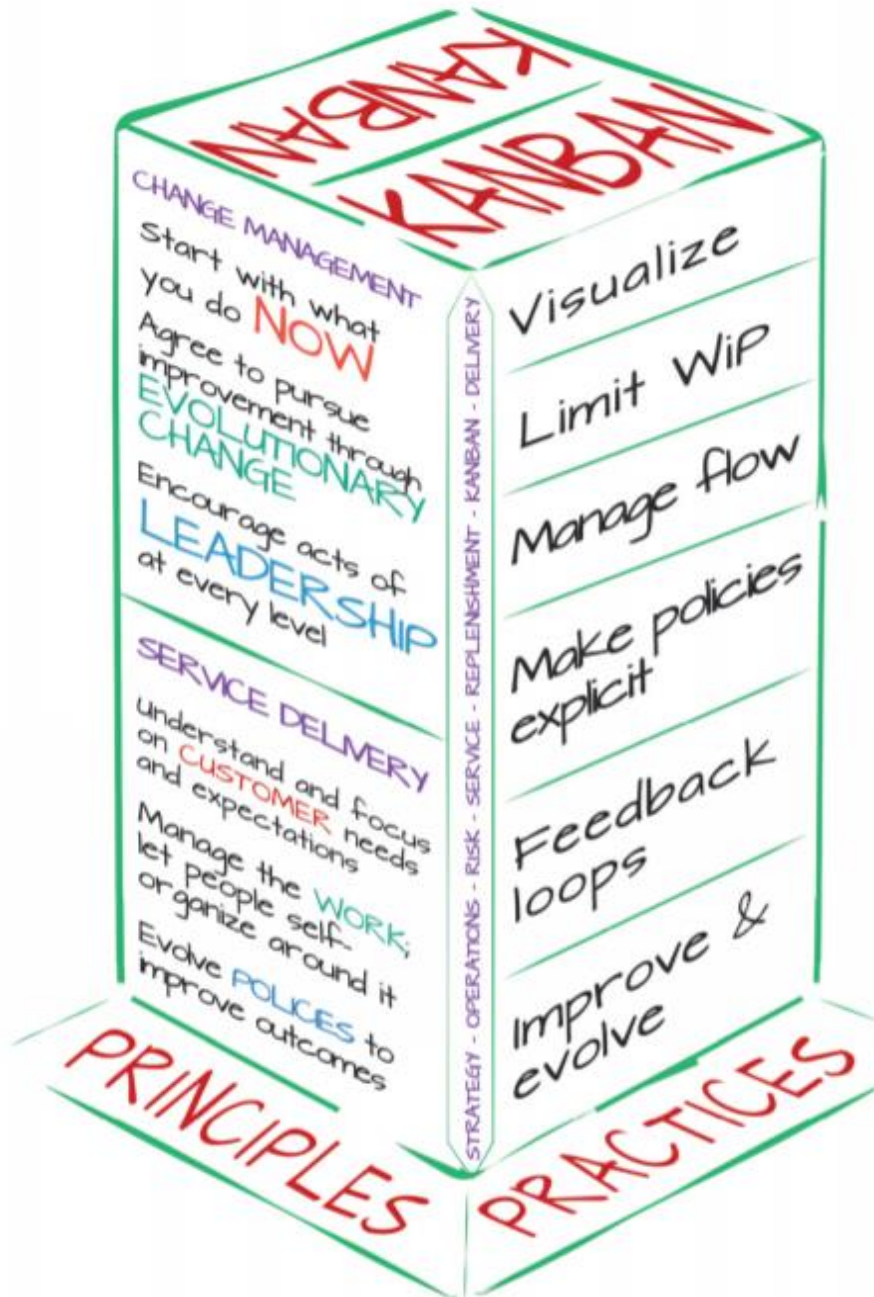 KANBAN
KANBAN
CHANGE MANAGEMENT
Start with what
you do NOW
Agree to pursue
improvement through
EVOLUTIONARY
CHANGE
Encourage acts of
LEADERSHIP
at every level
SERVICE DELIVERY
Understand and focus
on CUSTOMER needs
and expectations
Manage the WORK;
let people self-
organize around it
Evolve POLICES to
improve outcomes
PRINCIPLES
STRATEGY - OPERATIONS - RISK - SERVICE - REPLENISHMENT - KANBAN - DELIVERY
Visualize
Limit WiP
Manage flow
Make policies
explicit
Feedback
loops
Improve &
evolve
PRACTICES